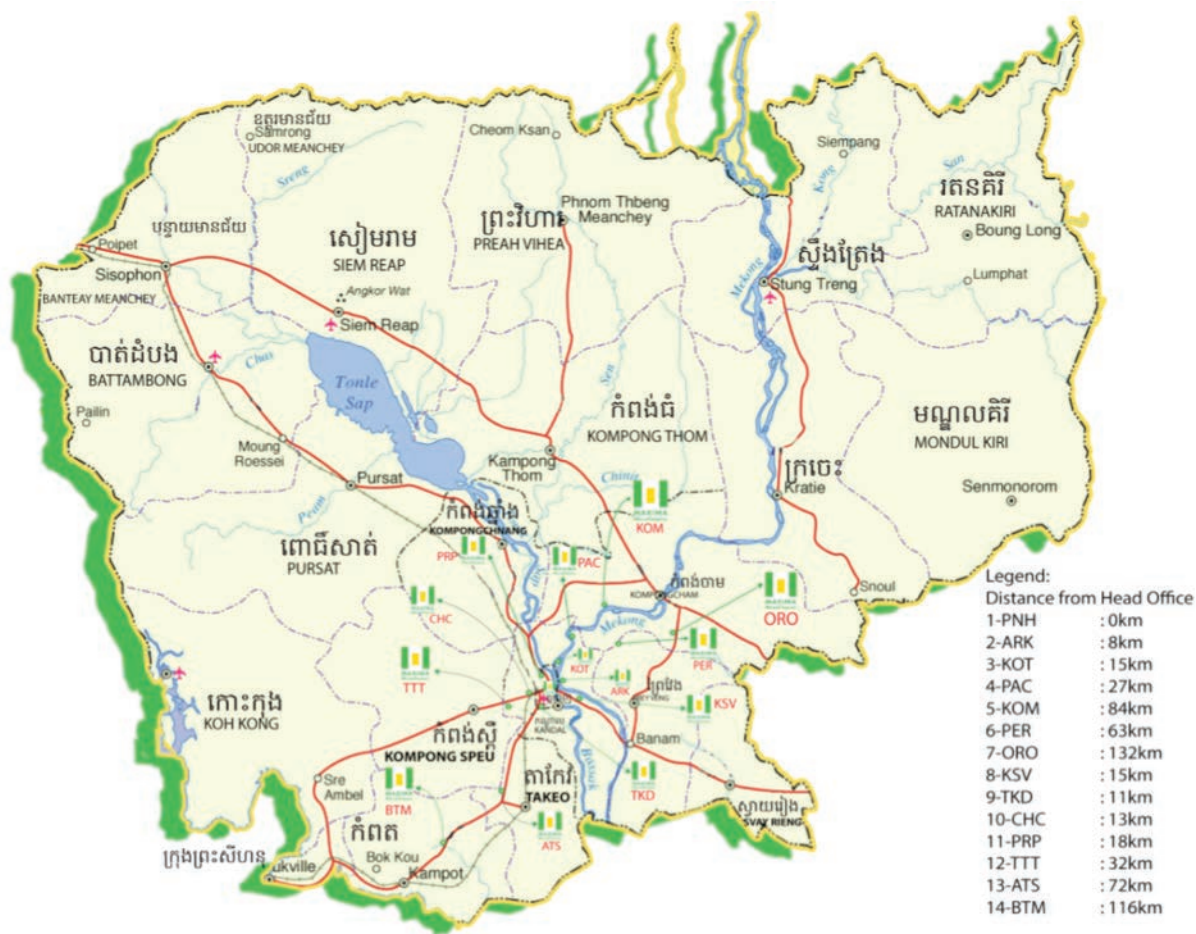 ឧត្តរមានជ័យ
Samrong
UDOR MEANCHEY
Cheom Ksan
Siempang
Sreng
Kong
San
រតនគិរី
RATANAKIRI
Phnom Thbeng
Meanchey
ព្រះវិហារ
PREAH VIHEA
បន្ទាយមានជ័យ
Poipet
Sisophon
BANTEAY MEANCHEY
សៀមរាម
SIEM REAP
Angkor Wat
Siem Reap
Boung Long
ស្ទឹងត្រែង
Stung Treng
Mekong
Lumphat
បាត់ដំបង
BATTAMBONG
Chas
Tonle
Sap
Sen
Pailin
កំពង់ធំ
KOMPONG THOM
មណ្ឌលគិរី
MONDUL KIRI
Moung
Roessei
Pursat
Kampong
Thom
Chinit
ក្រចេះ
Kratie
Senmonorom
Peam
កំពង់ឆ្នាំង
KOMPONGCHNANG
KOM
ពោធិ៍សាត់
PURSAT
PRP
PAC
Sap
កំពង់ចាម
KOMPONGCHAM
Snoul
CHC
Mekong
ORO
TTT
KOT
PER
ARK
ព្រៃវែង
KSV
កោះកុង
KOH KONG
កំពង់ស្ពឺ
KOMPONG SPEU
KANDAL
Banam
Bassak
Sre
Ambel
BTM
តាកែវ
TAKEO
TKD
ស្វាយរៀង
SVAY RIENG
កំពត
ATS
ក្រុងព្រះសីហនុ
ukville
Bok Kou
Kampot
Legend:
Distance from Head Office
1-PNH : 0km
2-ARK : 8km
3-KOT : 15km
4-PAC : 27km
5-KOM : 84km
6-PER : 63km
7-ORO : 132km
8-KSV : 15km
9-TKD : 11km
10-CHC : 13km
11-PRP : 18km
12-TTT : 32km
13-ATS : 72km
14-BTM : 116km